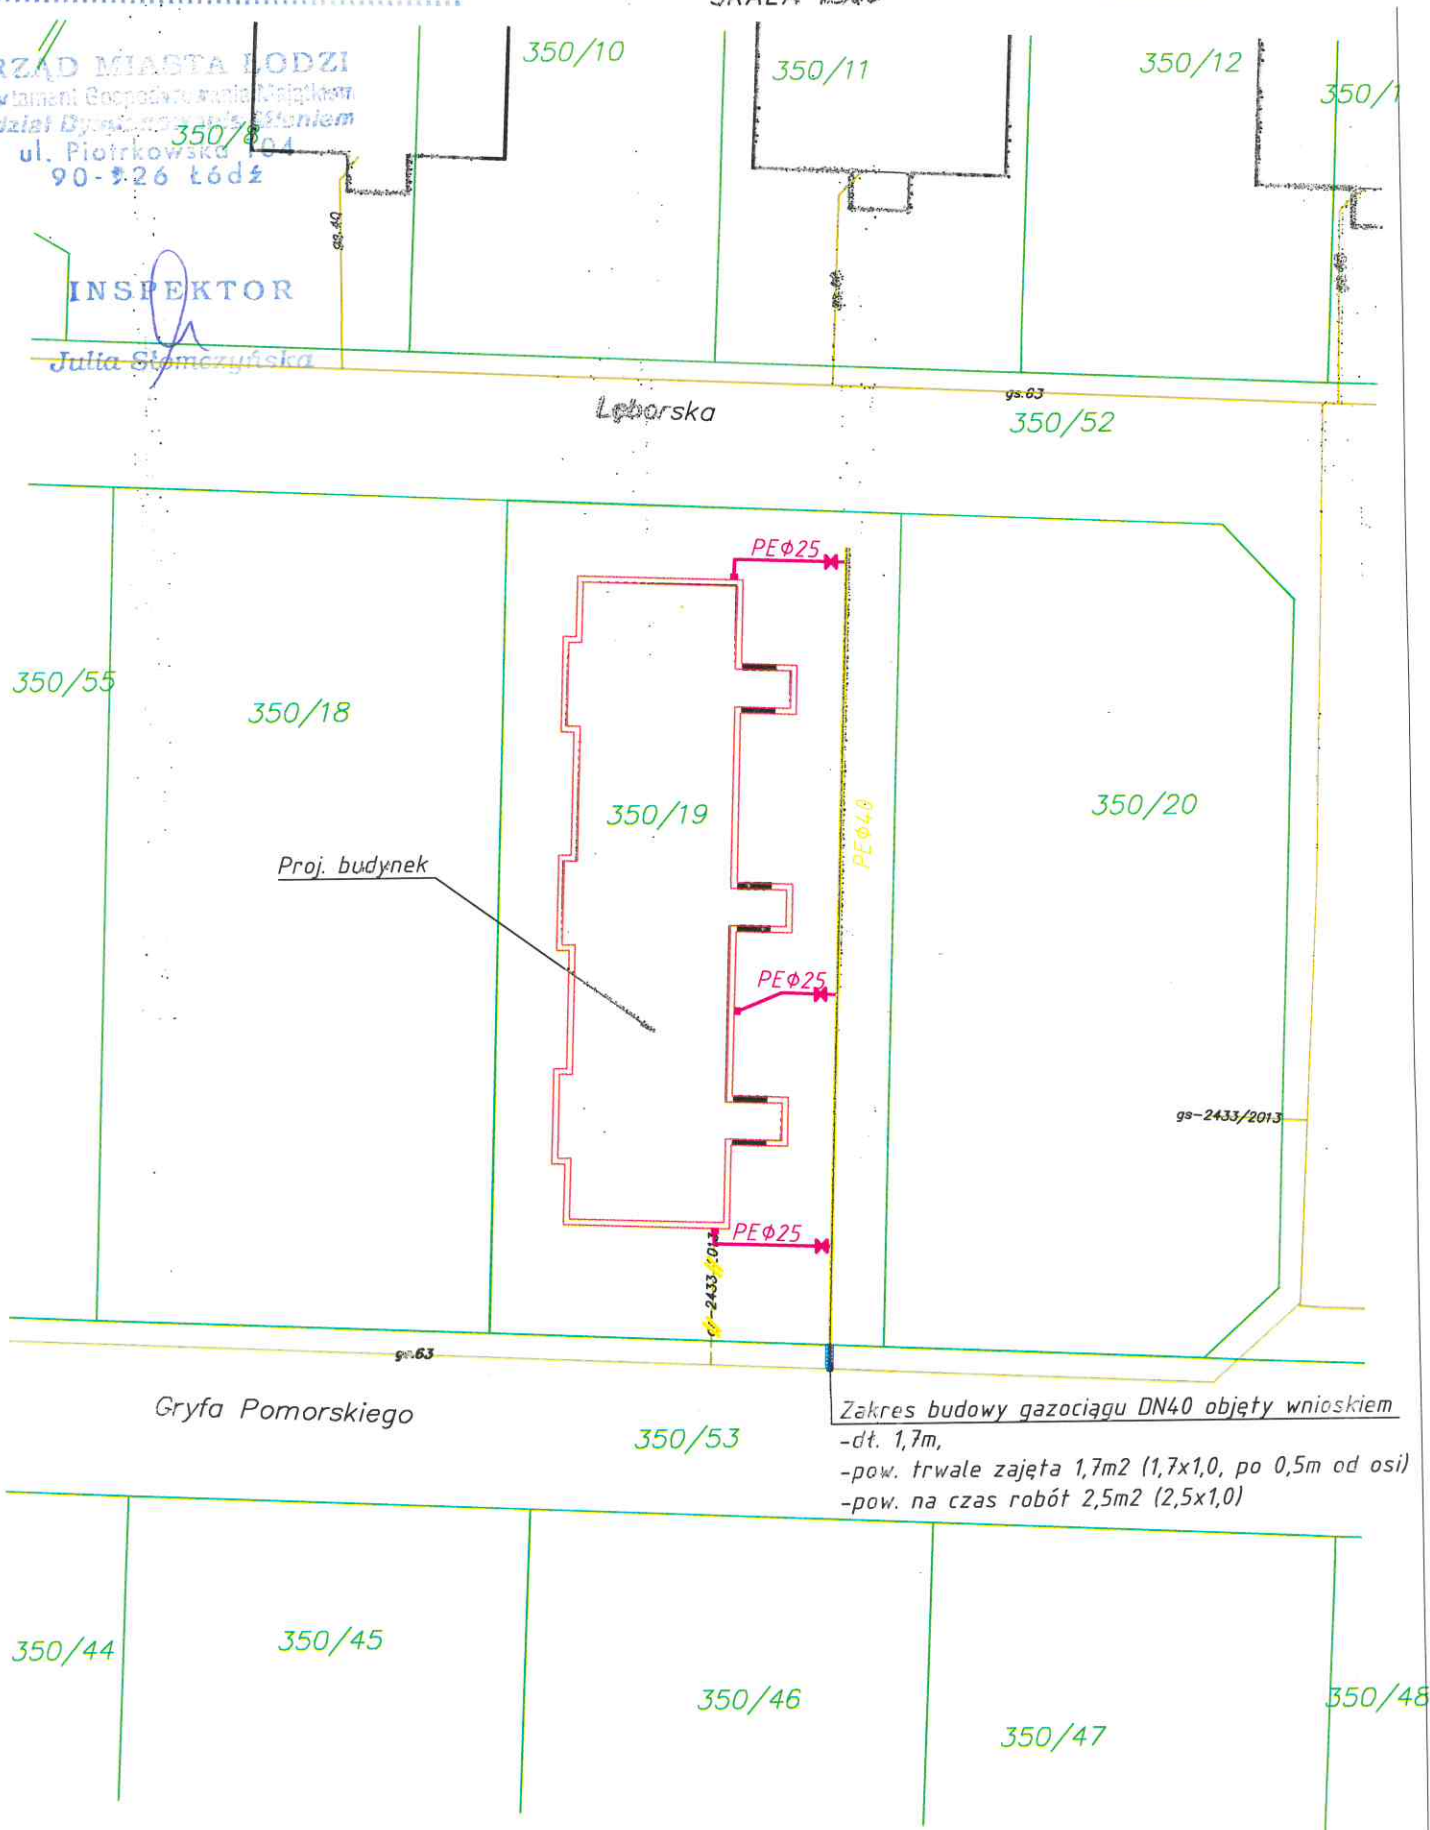 350/10
350/11
350/12
350/1
350/8
MIASTA ŁODZI
ul. Piotrkowska 104
90-926 Łódź
gs.40
INSPEKTOR
Julia Słomczyńska
gs.63
Lęborska
350/52
PEϕ25
350/55
350/18
350/19
350/20
PEϕ40
Proj. budynek
PEϕ25
gs-2433/2013
PEϕ25
gs.63
Gryfa Pomorskiego
350/53
Zakres budowy gazociągu DN40 objęty wnioskiem
-dł. 1,7m,
-pow. trwale zajęta 1,7m2 (1,7x1,0, po 0,5m od osi)
-pow. na czas robót 2,5m2 (2,5x1,0)
350/44
350/45
350/46
350/47
350/48